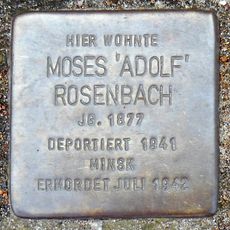 HIER WOHNTE
MOSES 'ADOLF'
ROSENBACH
JG. 1877
DEPORTIERT 1941
MINSK
ERMORDET JULI 1942